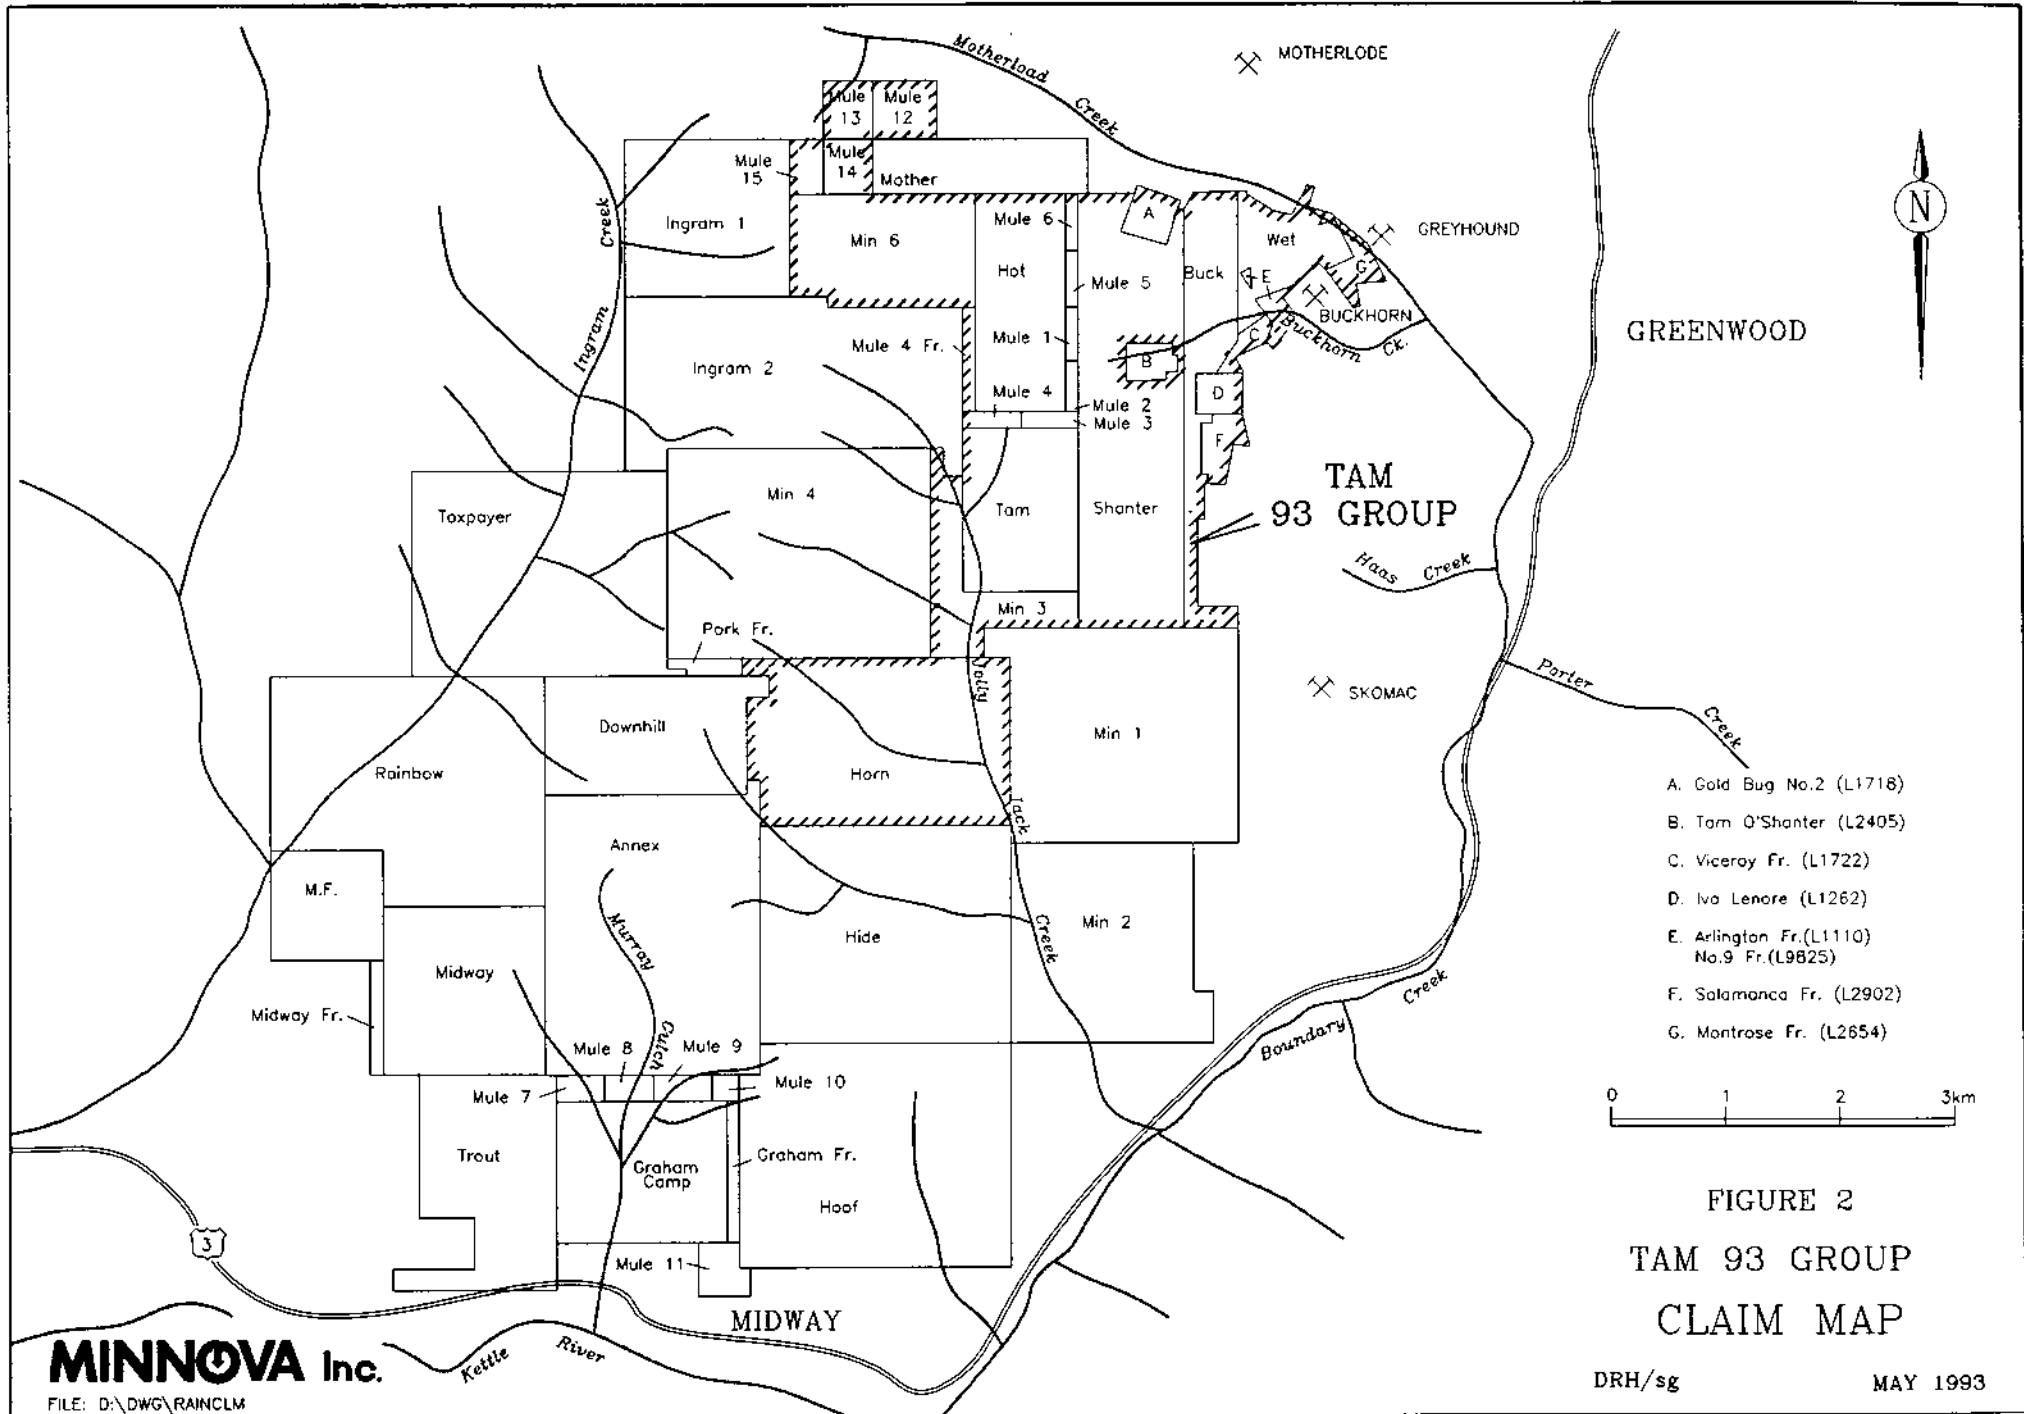 Motherload
Creek
MOTHERLODE
Mule
13
Mule
12
Mule
14
Mule
15
Mother
Ingram 1
Min 6
Mule 6
A
Wet
GREYHOUND
N
Hot
Buck
E
G
Mule 5
BUCKHORN
Buckhorn
Ck.
GREENWOOD
Ingram
Creek
Mule 4 Fr.
Mule 1
C
B
Ingram 2
Mule 4
D
Mule 2
Mule 3
F
TAM
93 GROUP
Min 4
Taxpayer
Tam
Shanter
Haas
Creek
Min 3
Pork Fr.
Jolly
Jack
Creek
Porter
Creek
SKOMAC
Downhill
Min 1
Rainbow
Horn
Annex
M.F.
Hide
Min 2
Midway
Murray
Gulch
Midway Fr.
Boundary
Creek
Mule 8
Mule 9
Mule 7
Mule 10
Trout
Graham
Camp
Graham Fr.
Hoof
Mule 11
3
MIDWAY
Kettle
River
A. Gold Bug No.2 (L1718)
B. Tam O'Shanter (L2405)
C. Viceroy Fr. (L1722)
D. Iva Lenore (L1262)
E. Arlington Fr.(L1110)
No.9 Fr.(L9825)
F. Salamanca Fr. (L2902)
G. Montrose Fr. (L2654)
0 1 2 3km
FIGURE 2
TAM 93 GROUP
CLAIM MAP
DRH/sg MAY 1993
MINNOVA Inc.
FILE: D:\DWG\RAINCLM